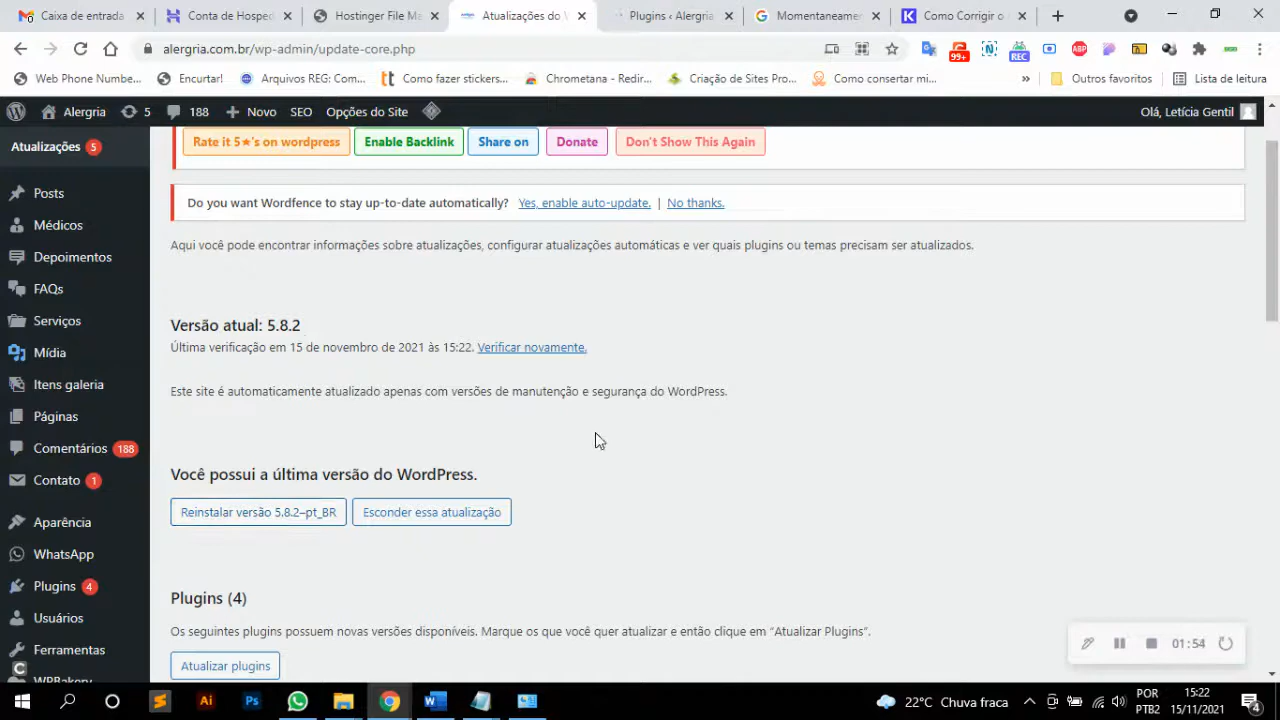 Caixa de entrada
Conta de Hosped
Hostinger File Ma
Atualizações do W
Plugins ‹ Alergria
Momentaneamer
Como Corrigir o
alergria.com.br/wp-admin/update-core.php
99+
REC
ABP
Web Phone Numbe...
Encurtar!
Arquivos REG: Com...
Como fazer stickers...
Chrometana - Redir...
Criação de Sites Pro...
Como consertar mi...
»
Outros favoritos
Lista de leitura
Alergria
5
188
Novo
SEO
Opções do Site
Olá, Letícia Gentil
Atualizações 5
Posts
Médicos
Depoimentos
FAQs
Serviços
Mídia
Itens galeria
Páginas
Comentários 188
Contato 1
Aparência
WhatsApp
Plugins 4
Usuários
Ferramentas
WPBakery
Rate it 5★'s on wordpress
Enable Backlink
Share on
Donate
Don't Show This Again
Do you want Wordfence to stay up-to-date automatically? Yes, enable auto-update. | No thanks.
Aqui você pode encontrar informações sobre atualizações, configurar atualizações automáticas e ver quais plugins ou temas precisam ser atualizados.
Versão atual: 5.8.2
Última verificação em 15 de novembro de 2021 às 15:22. Verificar novamente.
Este site é automaticamente atualizado apenas com versões de manutenção e segurança do WordPress.
Você possui a última versão do WordPress.
Reinstalar versão 5.8.2–pt_BR
Esconder essa atualização
Plugins (4)
Os seguintes plugins possuem novas versões disponíveis. Marque os que você quer atualizar e então clique em “Atualizar Plugins”.
Atualizar plugins
01:54
Ai
Ps
22°C Chuva fraca
POR
PTB2
15:22
15/11/2021
4